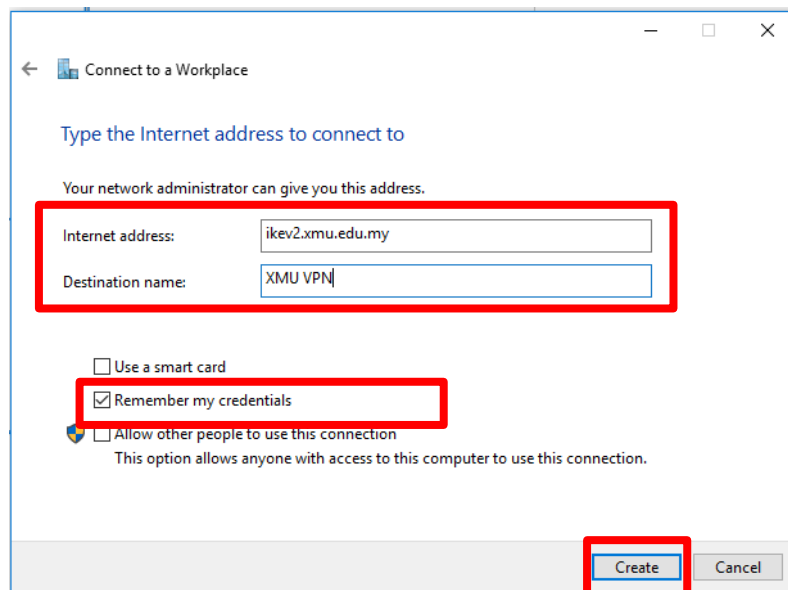 Connect to a Workplace
Type the Internet address to connect to
Your network administrator can give you this address.
Internet address: ikev2.xmu.edu.my
Destination name: XMU VPN
Use a smart card
Remember my credentials
Allow other people to use this connection
This option allows anyone with access to this computer to use this connection.
Create Cancel